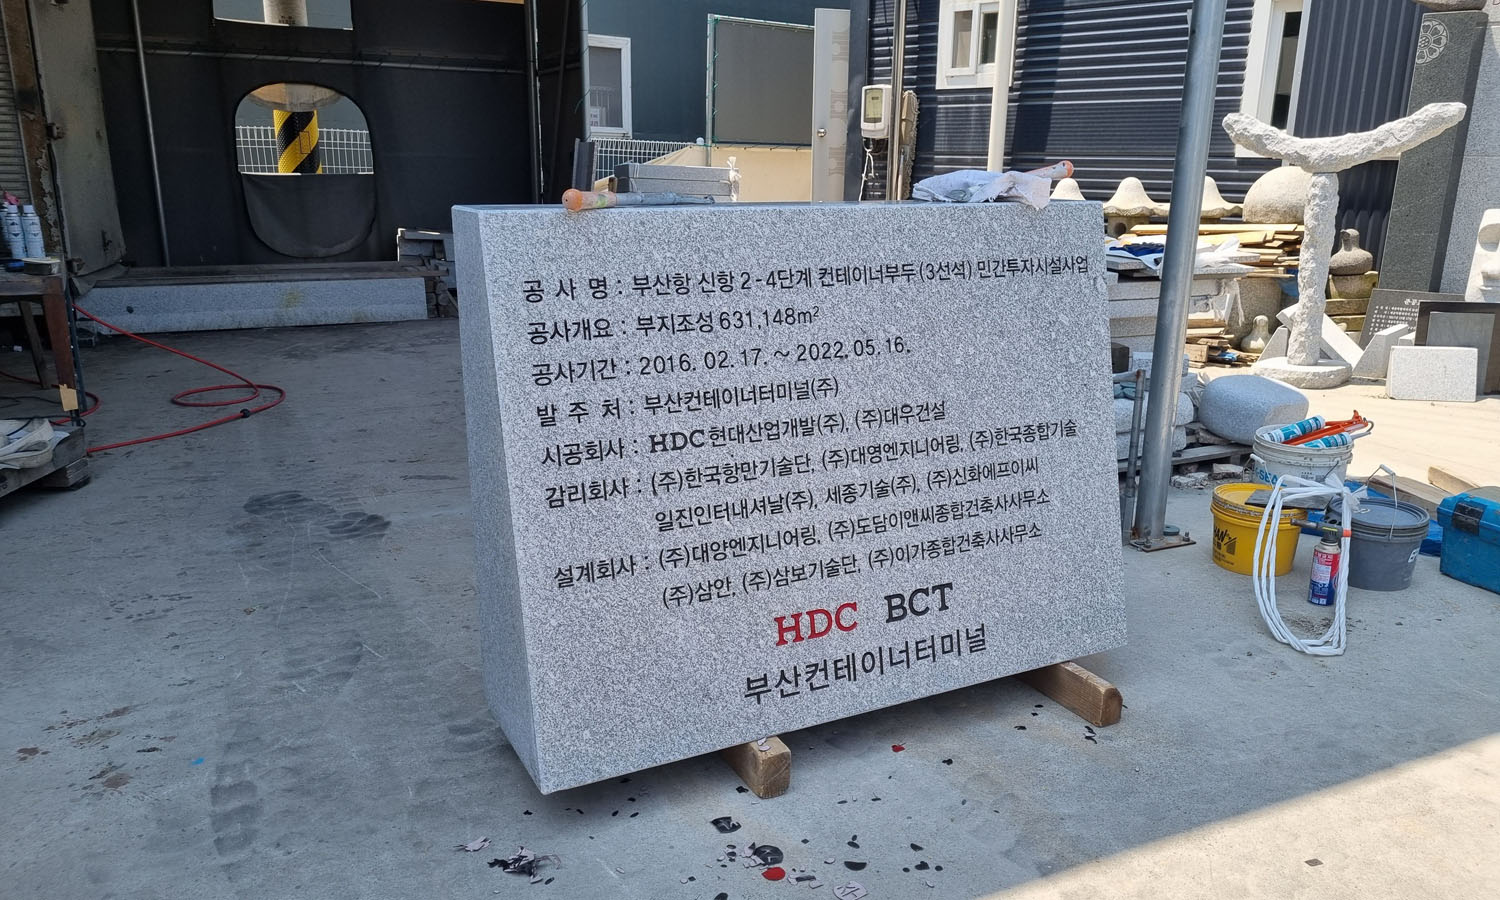 공 사 명 : 부산항 신항 2-4단계 컨테이너부두(3선석) 민간투자시설사업
공사개요 : 부지조성 631,148m²
공사기간 : 2016. 02. 17. ~ 2022. 05. 16.
발 주 처 : 부산컨테이너터미널(주)
시공회사 : HDC현대산업개발(주), (주)대우건설
감리회사 : (주)한국항만기술단, (주)대영엔지니어링, (주)한국종합기술
일진인터내셔날(주), 세종기술(주), (주)신화에프이씨
설계회사 : (주)대양엔지니어링, (주)도담이앤씨종합건축사사무소
(주)삼안, (주)삼보기술단, (주)이가종합건축사사무소
HDC BCT
부산컨테이너터미널